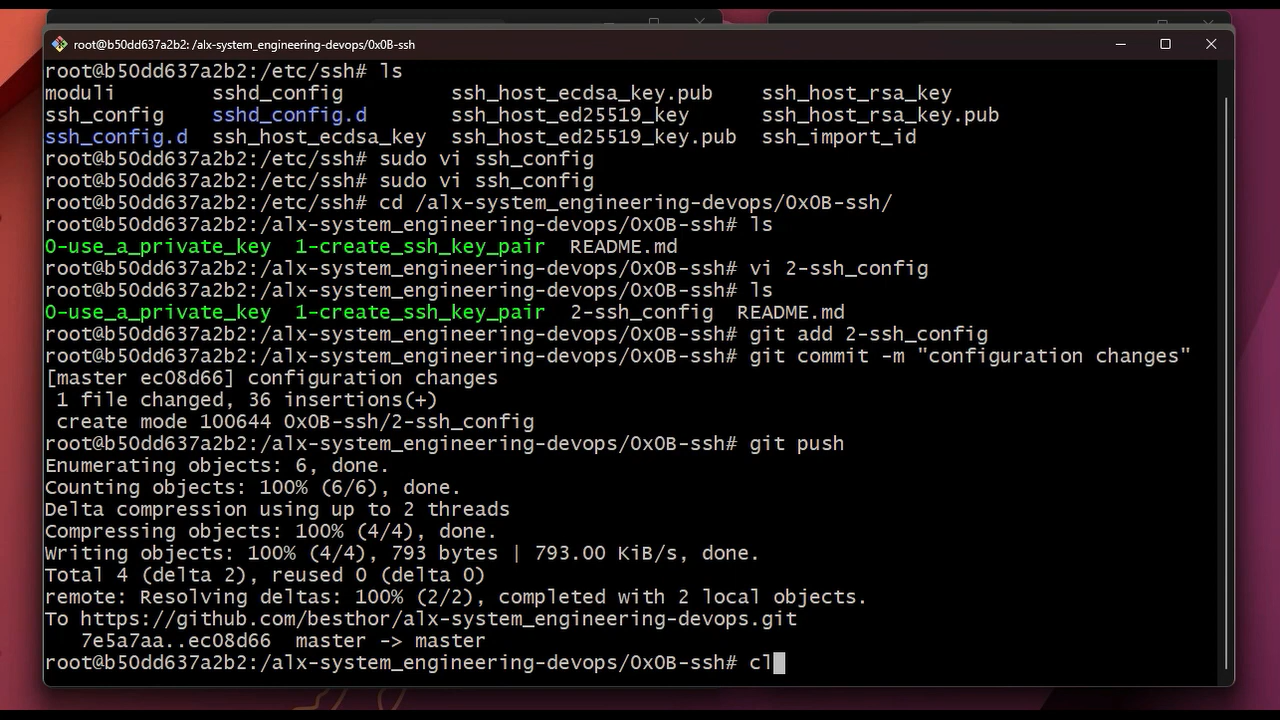 root@b50dd637a2b2: /alx-system_engineering-devops/0x0B-ssh
root@b50dd637a2b2:/etc/ssh# ls
moduli sshd_config ssh_host_ecdsa_key.pub ssh_host_rsa_key
ssh_config sshd_config.d ssh_host_ed25519_key ssh_host_rsa_key.pub
ssh_config.d ssh_host_ecdsa_key ssh_host_ed25519_key.pub ssh_import_id
root@b50dd637a2b2:/etc/ssh# sudo vi ssh_config
root@b50dd637a2b2:/etc/ssh# sudo vi ssh_config
root@b50dd637a2b2:/etc/ssh# cd /alx-system_engineering-devops/0x0B-ssh/
root@b50dd637a2b2:/alx-system_engineering-devops/0x0B-ssh# ls
0-use_a_private_key 1-create_ssh_key_pair README.md
root@b50dd637a2b2:/alx-system_engineering-devops/0x0B-ssh# vi 2-ssh_config
root@b50dd637a2b2:/alx-system_engineering-devops/0x0B-ssh# ls
0-use_a_private_key 1-create_ssh_key_pair 2-ssh_config README.md
root@b50dd637a2b2:/alx-system_engineering-devops/0x0B-ssh# git add 2-ssh_config
root@b50dd637a2b2:/alx-system_engineering-devops/0x0B-ssh# git commit -m "configuration changes"
[master ec08d66] configuration changes
1 file changed, 36 insertions(+)
create mode 100644 0x0B-ssh/2-ssh_config
root@b50dd637a2b2:/alx-system_engineering-devops/0x0B-ssh# git push
Enumerating objects: 6, done.
Counting objects: 100% (6/6), done.
Delta compression using up to 2 threads
Compressing objects: 100% (4/4), done.
Writing objects: 100% (4/4), 793 bytes | 793.00 KiB/s, done.
Total 4 (delta 2), reused 0 (delta 0)
remote: Resolving deltas: 100% (2/2), completed with 2 local objects.
To https://github.com/besthor/alx-system_engineering-devops.git
7e5a7aa..ec08d66 master -> master
root@b50dd637a2b2:/alx-system_engineering-devops/0x0B-ssh# cl